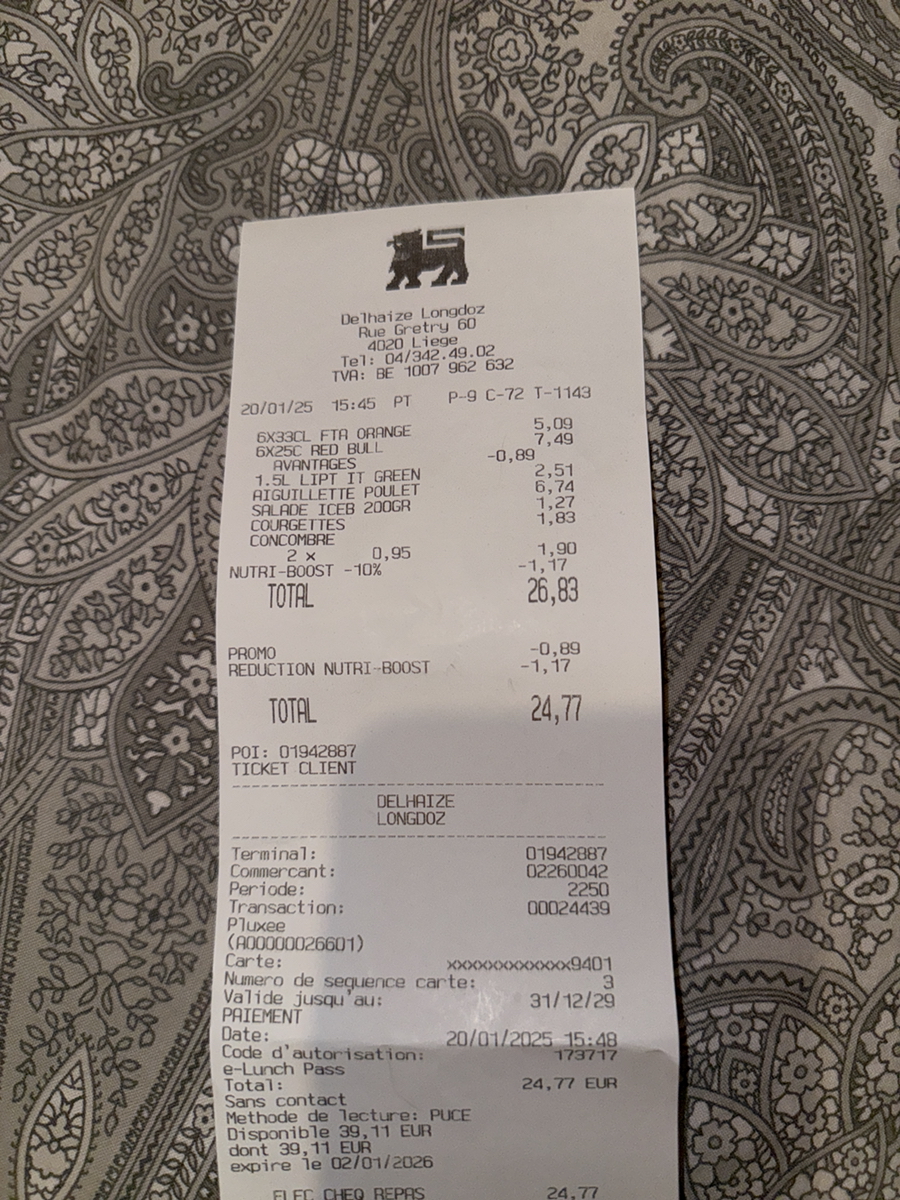 Delhaize Longdoz
Rue Gretry 60
4020 Liege
Tel: 04/342.49.02
TVA: BE 1007 962 632
20/01/25 15:45 PT P-9 C-72 T-1143
6X33CL FTA ORANGE 5,09
6X25C RED BULL 7,49
AVANTAGES -0,89
1.5L LIPT IT GREEN 2,51
AIGUILLETTE POULET 6,74
SALADE ICEB 200GR 1,27
COURGETTES 1,83
CONCOMBRE
2 x 0,95 1,90
NUTRI-BOOST -10% -1,17
TOTAL 26,83
PROMO -0,89
REDUCTION NUTRI-BOOST -1,17
TOTAL 24,77
POI: 01942887
TICKET CLIENT
DELHAIZE
LONGDOZ
Terminal: 01942887
Commercant: 02260042
Periode: 2250
Transaction: 00024439
Pluxee
(A00000026601)
Carte: xxxxxxxxxxxxx9401
Numero de sequence carte: 3
Valide jusqu'au: 31/12/29
PAIEMENT
Date: 20/01/2025 15:48
Code d'autorisation: 173717
e-Lunch Pass
Total: 24,77 EUR
Sans contact
Methode de lecture: PUCE
Disponible 39,11 EUR
dont 39,11 EUR
expire le 02/01/2026
ELEC CHEQ REPAS 24,77